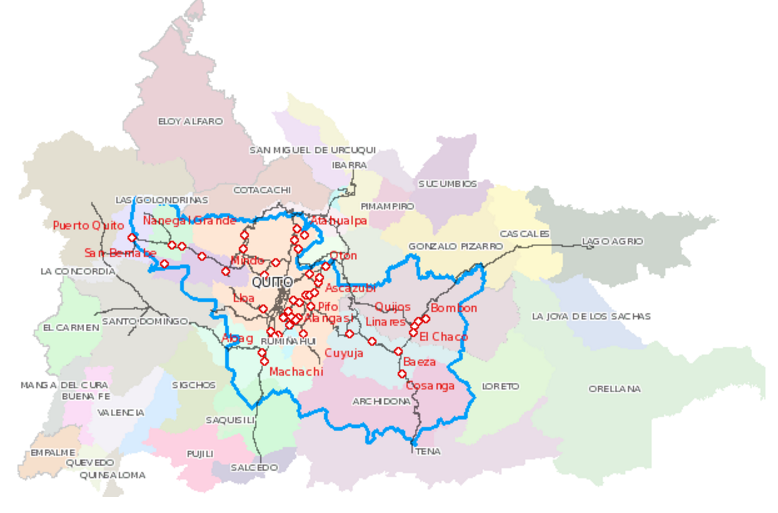 ELOY ALFARO
SAN MIGUEL DE URCUQUI
IBARRA
SUCUMBIOS
COTACACHI
LAS GOLONDRINAS
PIMAMPIRO
Nanegal Grande
Atahualpa
Puerto Quito
CASCALES
LAGO AGRIO
GONZALO PIZARRO
San Bernabe
Oton
Mindo
LA CONCORDIA
QUITO
Ascazubi
Lloa
Pifo
Quijos
Bombon
Alangasi
Linares
LA JOYA DE LOS SACHAS
SANTO DOMINGO
EL CARMEN
Aloag
RUMIÑAHUI
El Chaco
Cuyuja
Baeza
Machachi
MANGA DEL CURA
SIGCHOS
Cosanga
LORETO
ORELLANA
BUENA FE
ARCHIDONA
VALENCIA
SAQUISILI
EMPALME
PUJILI
TENA
QUEVEDO
SALCEDO
QUINSALOMA